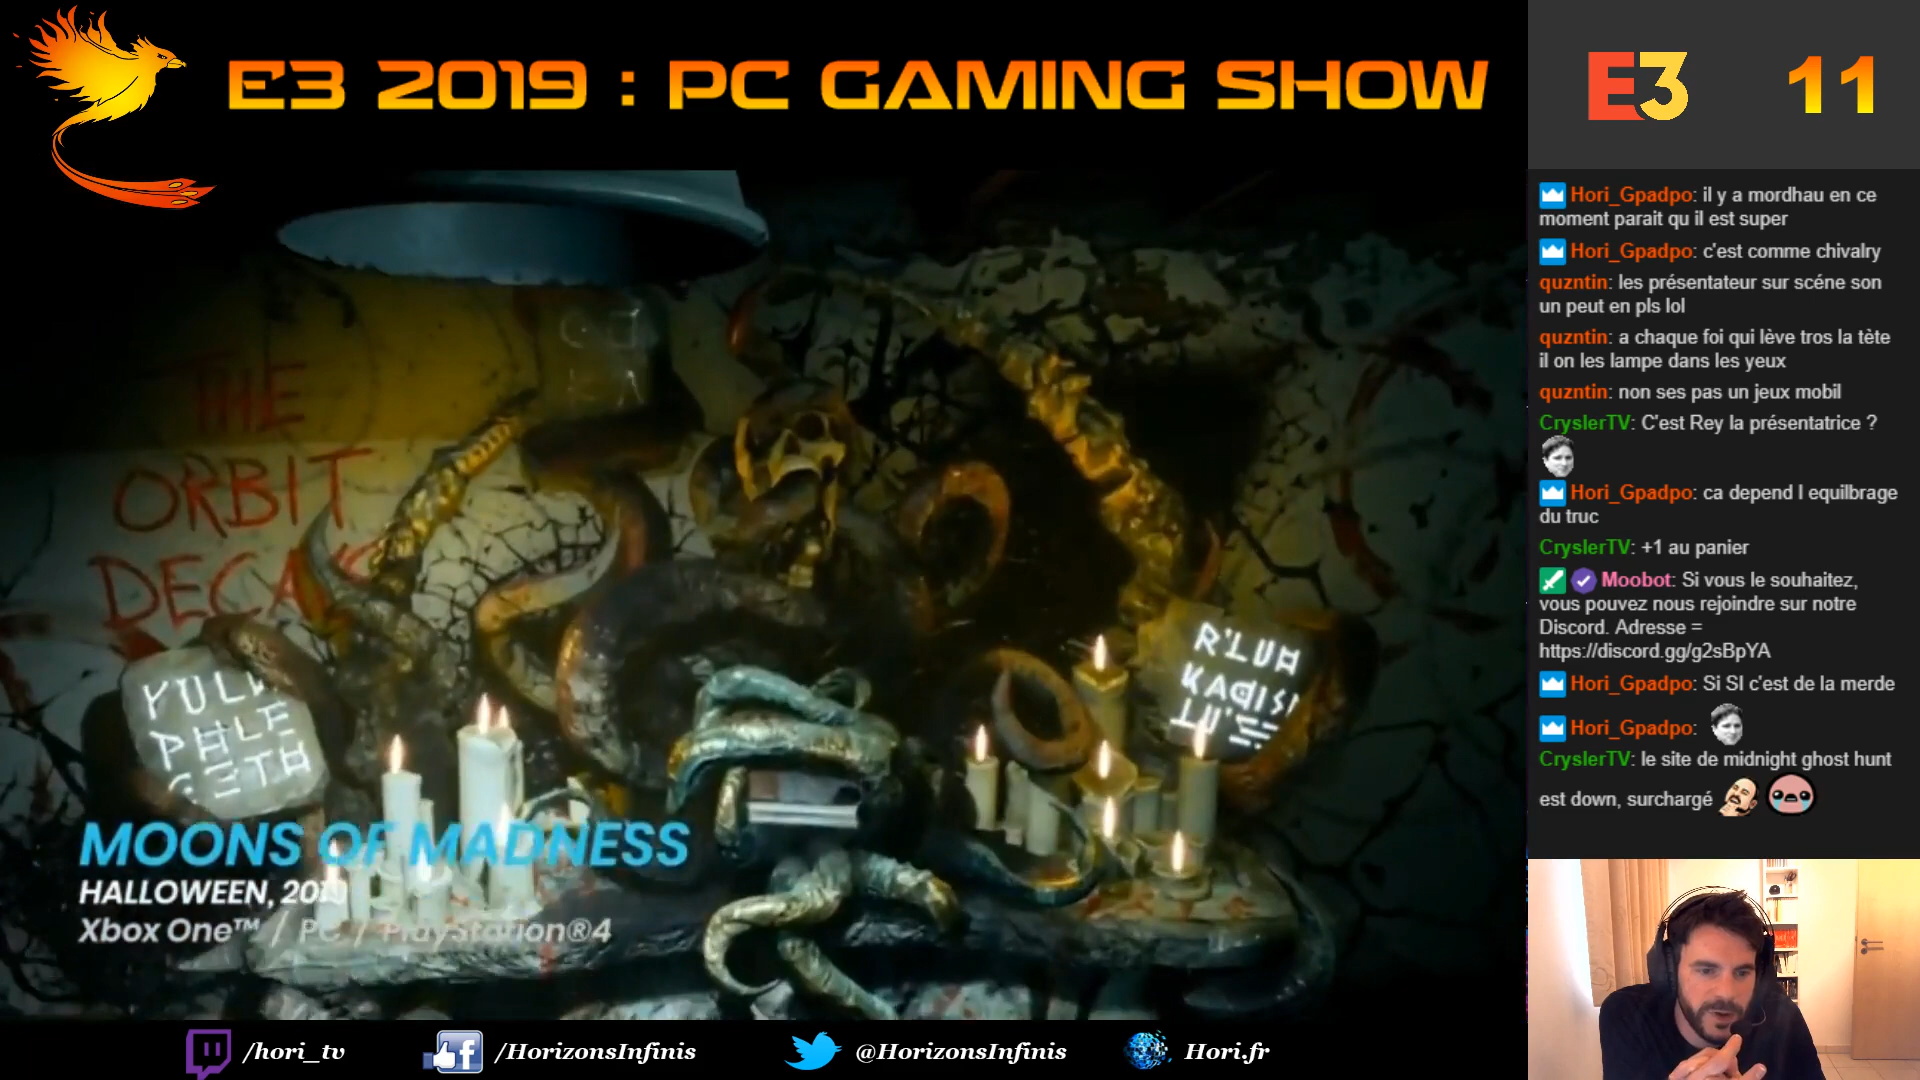 E3 2019 : PC GAMING SHOW
E3
11
THE
ORBIT
DECAYS
MOONS OF MADNESS
HALLOWEEN, 2019
Xbox One™ / PC / PlayStation®4
Hori_Gpadpo: il y a mordhau en ce
moment parait qu il est super
Hori_Gpadpo: c'est comme chivalry
quzntin: les présentateur sur scéne son
un peut en pls lol
quzntin: a chaque foi qui lève tros la tète
il on les lampe dans les yeux
quzntin: non ses pas un jeux mobil
CryslerTV: C'est Rey la présentatrice ?
Hori_Gpadpo: ca depend l equilbrage
du truc
CryslerTV: +1 au panier
Moobot: Si vous le souhaitez,
vous pouvez nous rejoindre sur notre
Discord. Adresse =
https://discord.gg/g2sBpYA
Hori_Gpadpo: Si SI c'est de la merde
Hori_Gpadpo:
CryslerTV: le site de midnight ghost hunt
est down, surchargé
/hori_tv
/HorizonsInfinis
@HorizonsInfinis
Hori.fr